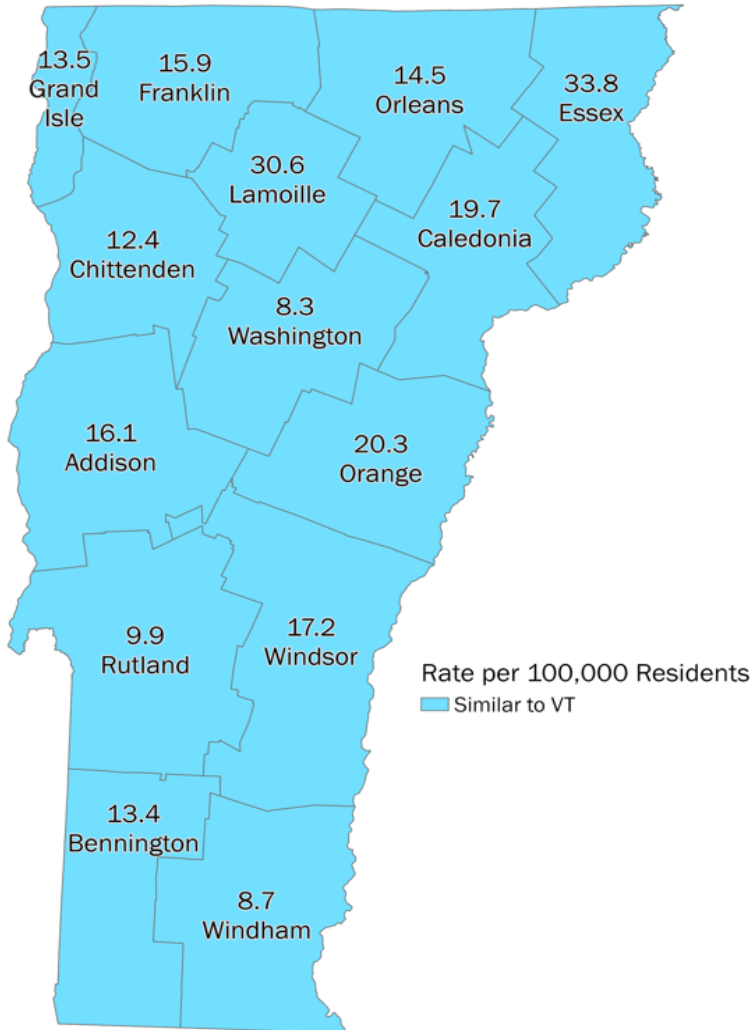 13.5
Grand
Isle
15.9
Franklin
14.5
Orleans
33.8
Essex
30.6
Lamoille
19.7
Caledonia
12.4
Chittenden
8.3
Washington
16.1
Addison
20.3
Orange
9.9
Rutland
17.2
Windsor
Rate per 100,000 Residents
Similar to VT
13.4
Bennington
8.7
Windham